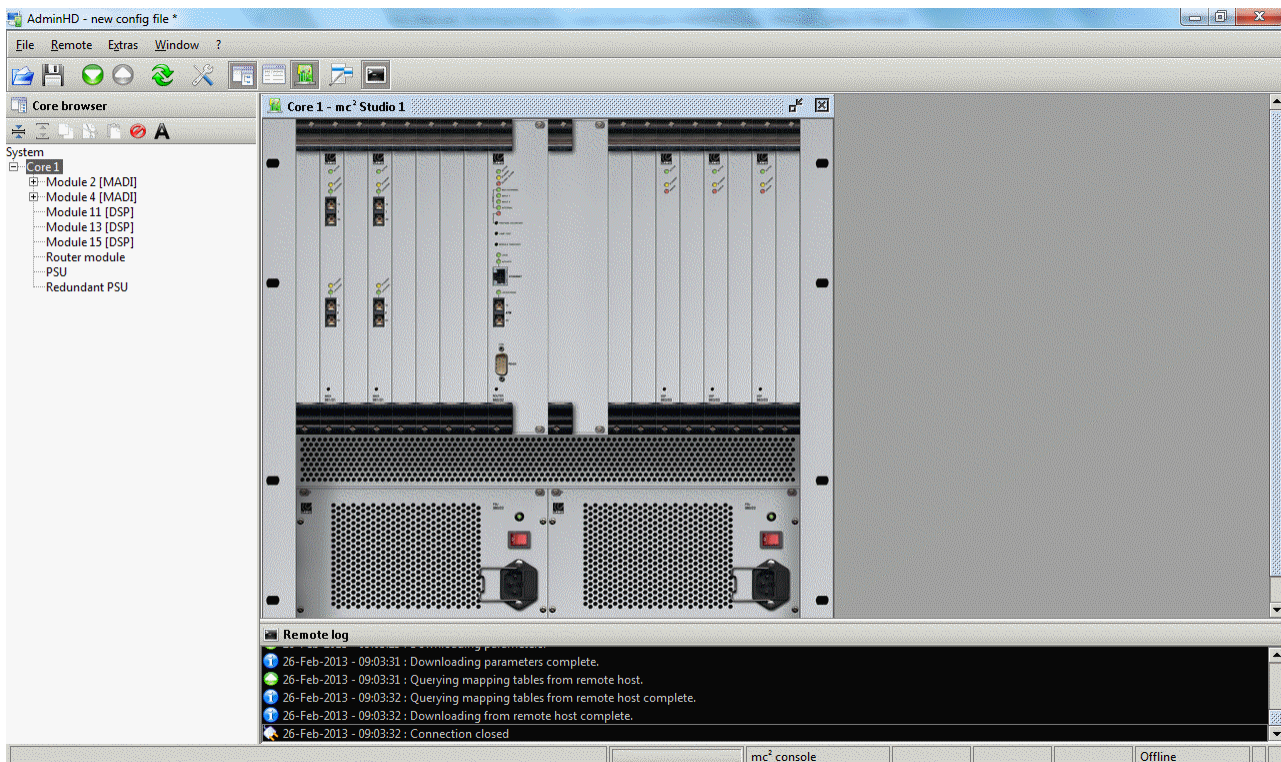 AdminHD - new config file *
File Remote Extras Window ?
Core browser
System
Core 1
Module 2 [MADI]
Module 4 [MADI]
Module 11 [DSP]
Module 13 [DSP]
Module 15 [DSP]
Router module
PSU
Redundant PSU
Core 1 - mc² Studio 1
Remote log
26-Feb-2013 - 09:03:31 : Downloading parameters complete.
26-Feb-2013 - 09:03:31 : Querying mapping tables from remote host.
26-Feb-2013 - 09:03:32 : Querying mapping tables from remote host complete.
26-Feb-2013 - 09:03:32 : Downloading from remote host complete.
26-Feb-2013 - 09:03:32 : Connection closed
mc² console
Offline